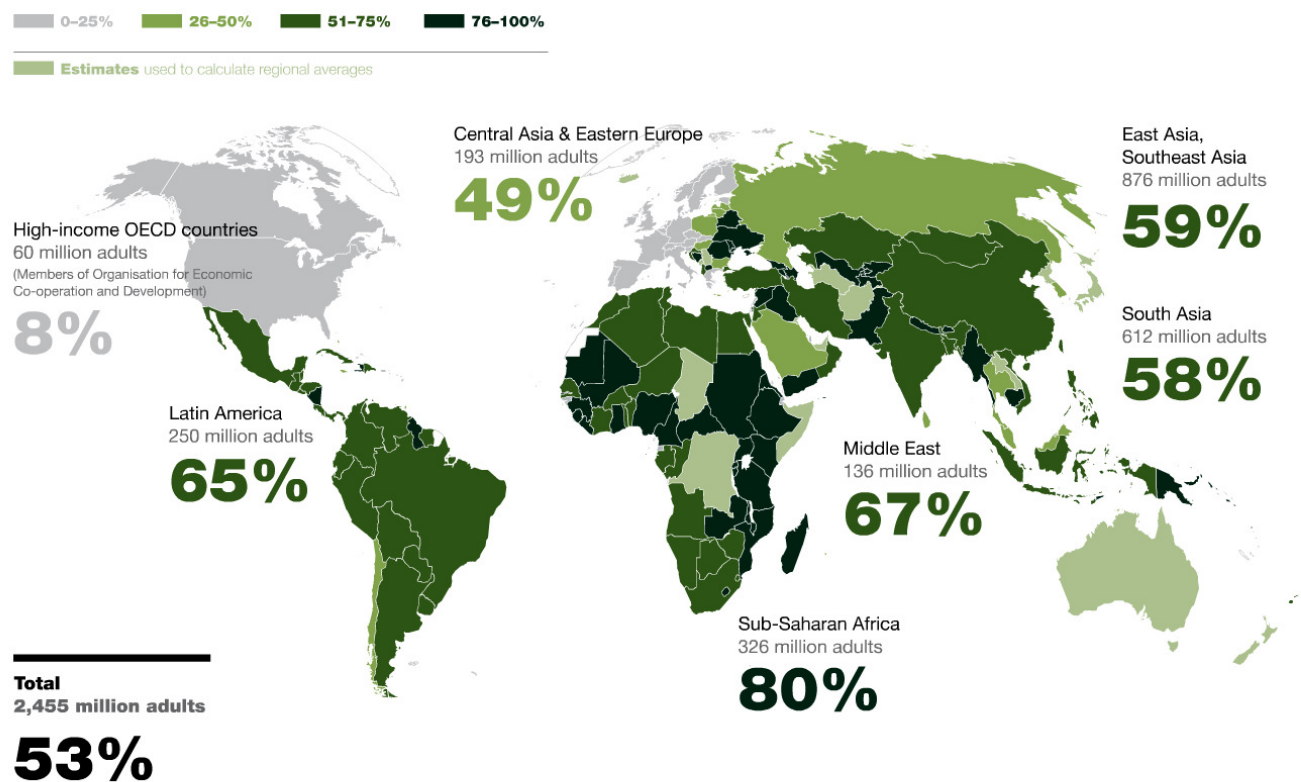 0–25%
26–50%
51–75%
76–100%
Estimates used to calculate regional averages
Central Asia & Eastern Europe
193 million adults
49%
East Asia,
Southeast Asia
876 million adults
59%
High-income OECD countries
60 million adults
(Members of Organisation for Economic
Co-operation and Development)
8%
South Asia
612 million adults
58%
Latin America
250 million adults
65%
Middle East
136 million adults
67%
Sub-Saharan Africa
326 million adults
80%
Total
2,455 million adults
53%